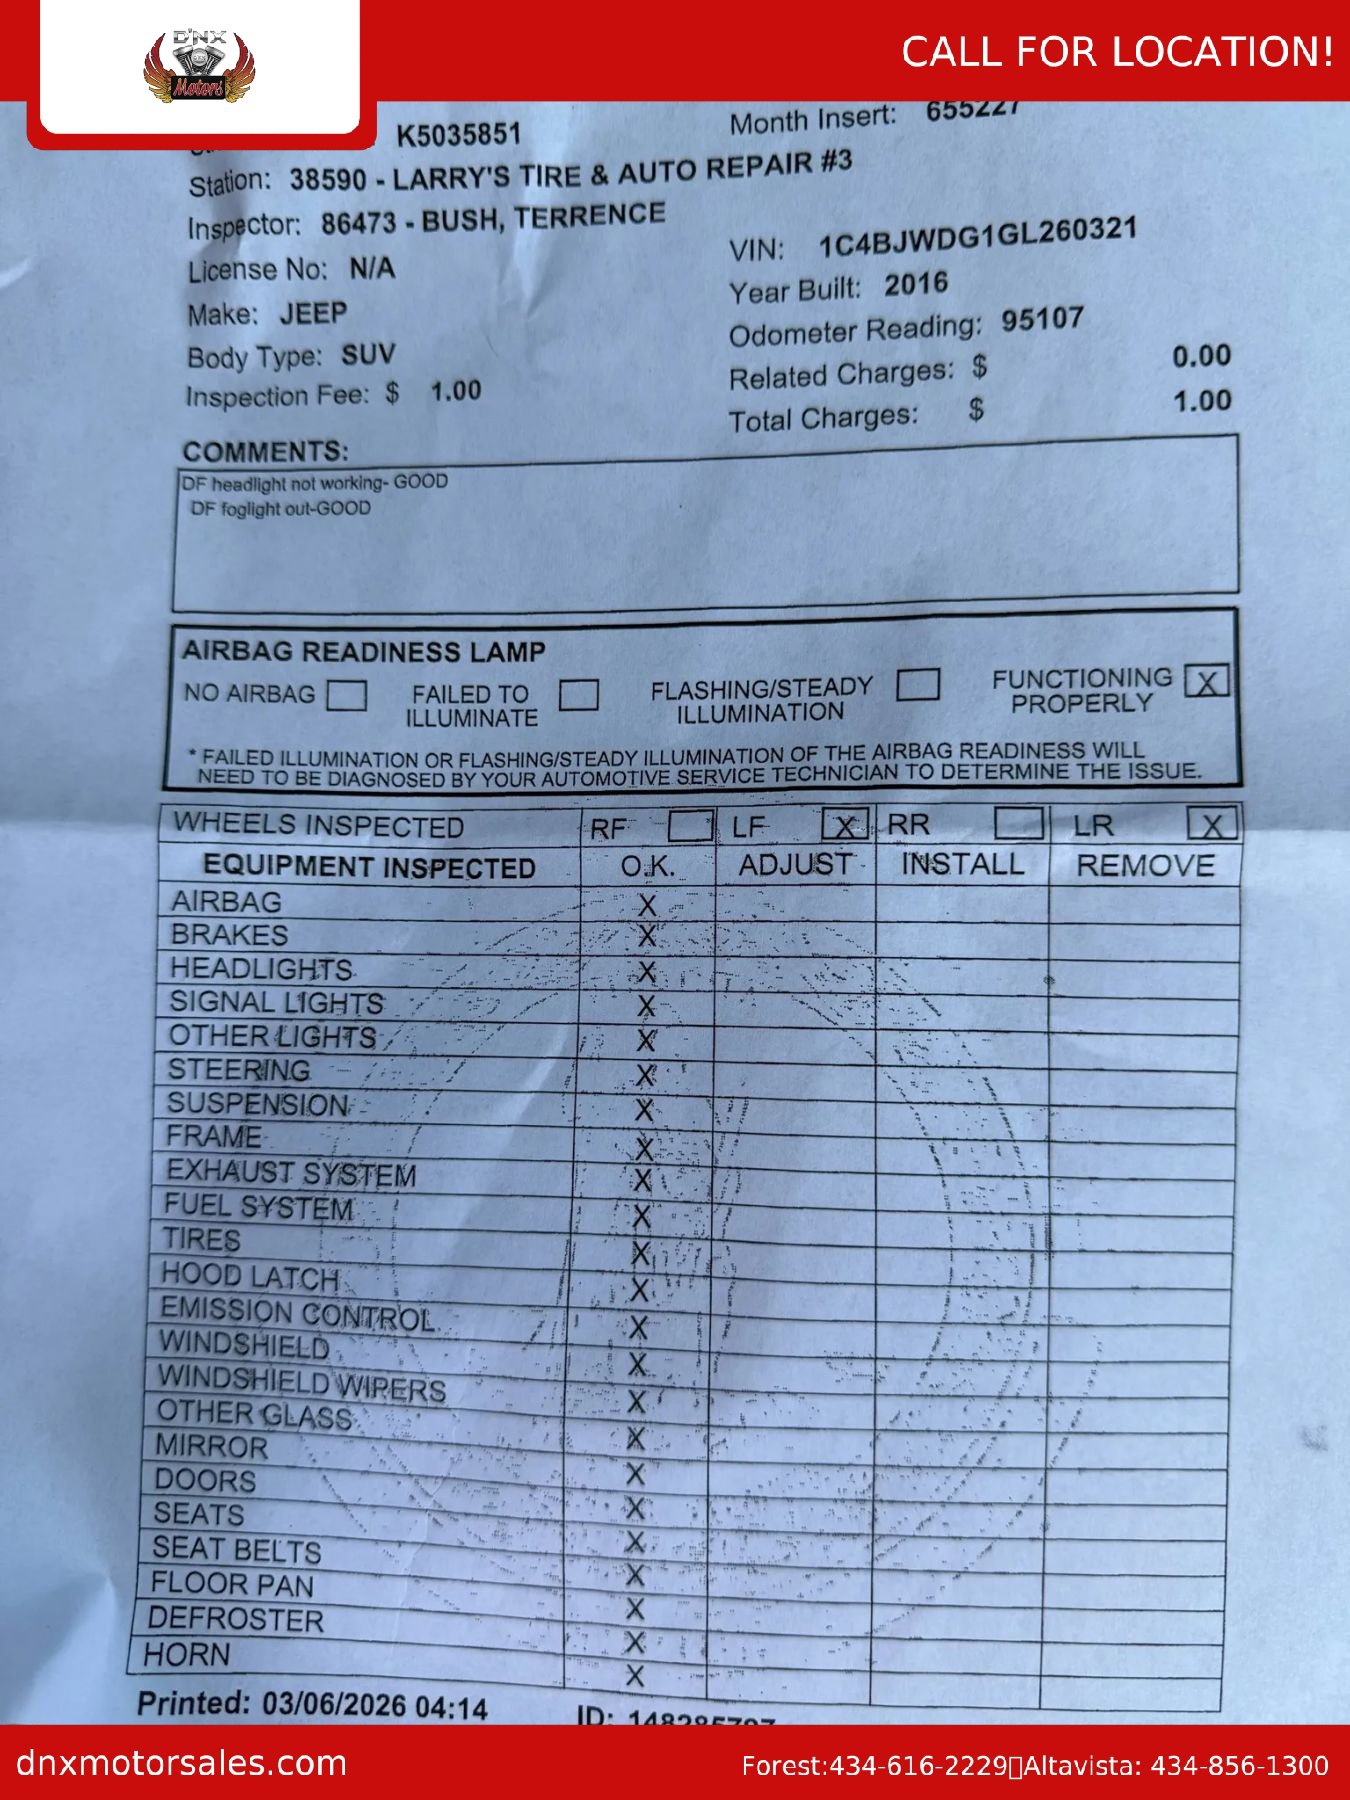 D'NX
Motors
CALL FOR LOCATION!
K5035851
Month Insert: 655227
Station: 38590 - LARRY'S TIRE & AUTO REPAIR #3
Inspector: 86473 - BUSH, TERRENCE
VIN: 1C4BJWDG1GL260321
License No: N/A
Year Built: 2016
Make: JEEP
Odometer Reading: 95107
Body Type: SUV
Related Charges: $ 0.00
Inspection Fee: $ 1.00
Total Charges: $ 1.00
COMMENTS:
DF headlight not working- GOOD
DF foglight out-GOOD
AIRBAG READINESS LAMP
NO AIRBAG
FAILED TO ILLUMINATE
FLASHING/STEADY ILLUMINATION
FUNCTIONING PROPERLY X
* FAILED ILLUMINATION OR FLASHING/STEADY ILLUMINATION OF THE AIRBAG READINESS WILL
NEED TO BE DIAGNOSED BY YOUR AUTOMOTIVE SERVICE TECHNICIAN TO DETERMINE THE ISSUE.
WHEELS INSPECTED RF LF X RR LR X
EQUIPMENT INSPECTED O.K. ADJUST INSTALL REMOVE
AIRBAG X
BRAKES X
HEADLIGHTS X
SIGNAL LIGHTS X
OTHER LIGHTS X
STEERING X
SUSPENSION X
FRAME X
EXHAUST SYSTEM X
FUEL SYSTEM X
TIRES X
HOOD LATCH X
EMISSION CONTROL X
WINDSHIELD X
WINDSHIELD WIPERS X
OTHER GLASS X
MIRROR X
DOORS X
SEATS X
SEAT BELTS X
FLOOR PAN X
DEFROSTER X
HORN X
Printed: 03/06/2026 04:14
ID:
dnxmotorsales.com
Forest:434-616-2229 Altavista: 434-856-1300